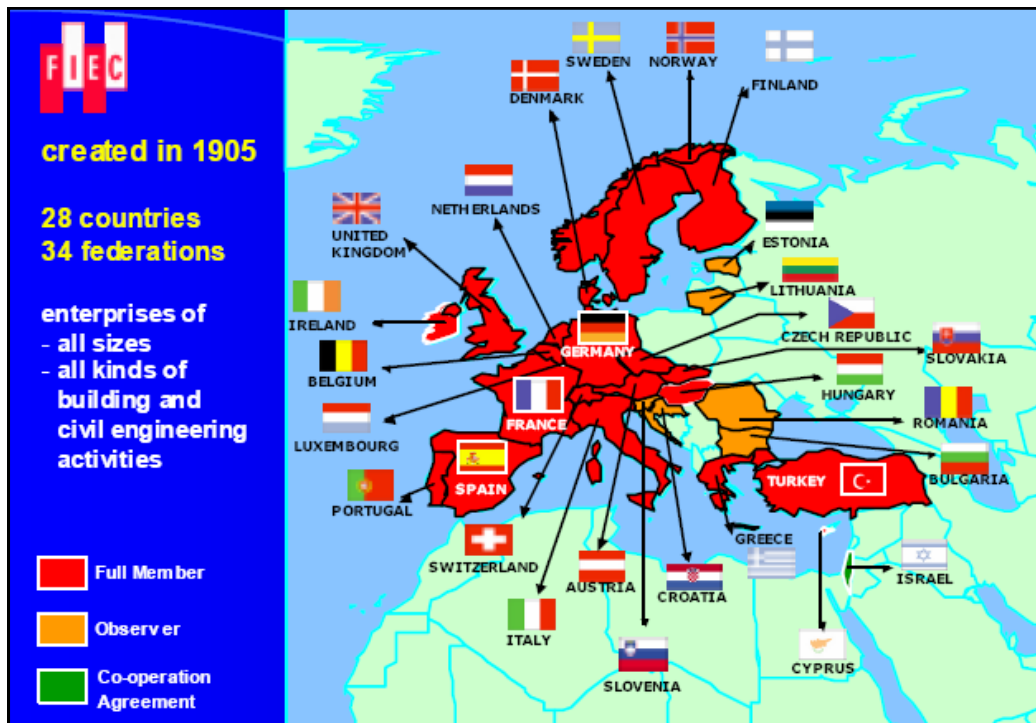 FIEC
created in 1905
28 countries
34 federations
enterprises of
- all sizes
- all kinds of
building and
civil engineering
activities
Full Member
Observer
Co-operation
Agreement
SWEDEN
NORWAY
FINLAND
DENMARK
NETHERLANDS
UNITED
KINGDOM
ESTONIA
LITHUANIA
IRELAND
CZECH REPUBLIC
GERMANY
SLOVAKIA
BELGIUM
HUNGARY
FRANCE
ROMANIA
LUXEMBOURG
BULGARIA
SPAIN
TURKEY
PORTUGAL
GREECE
SWITZERLAND
AUSTRIA
CROATIA
ISRAEL
ITALY
CYPRUS
SLOVENIA